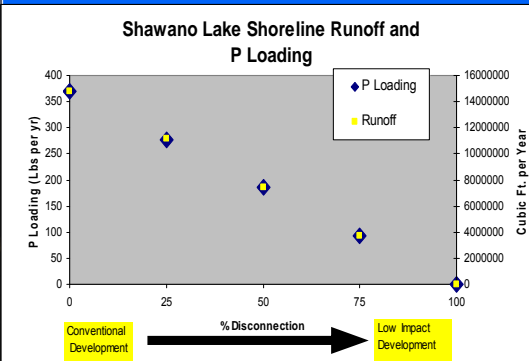 Shawano Lake Shoreline Runoff and
P Loading
P Loading
Runoff
P Loading (Lbs per yr)
400
350
300
250
200
150
100
50
0
16000000
14000000
12000000
10000000
8000000
6000000
4000000
2000000
0
Cubic Ft. per Year
0 25 50 75 100
%Disconnection
Conventional
Development
Low Impact
Development